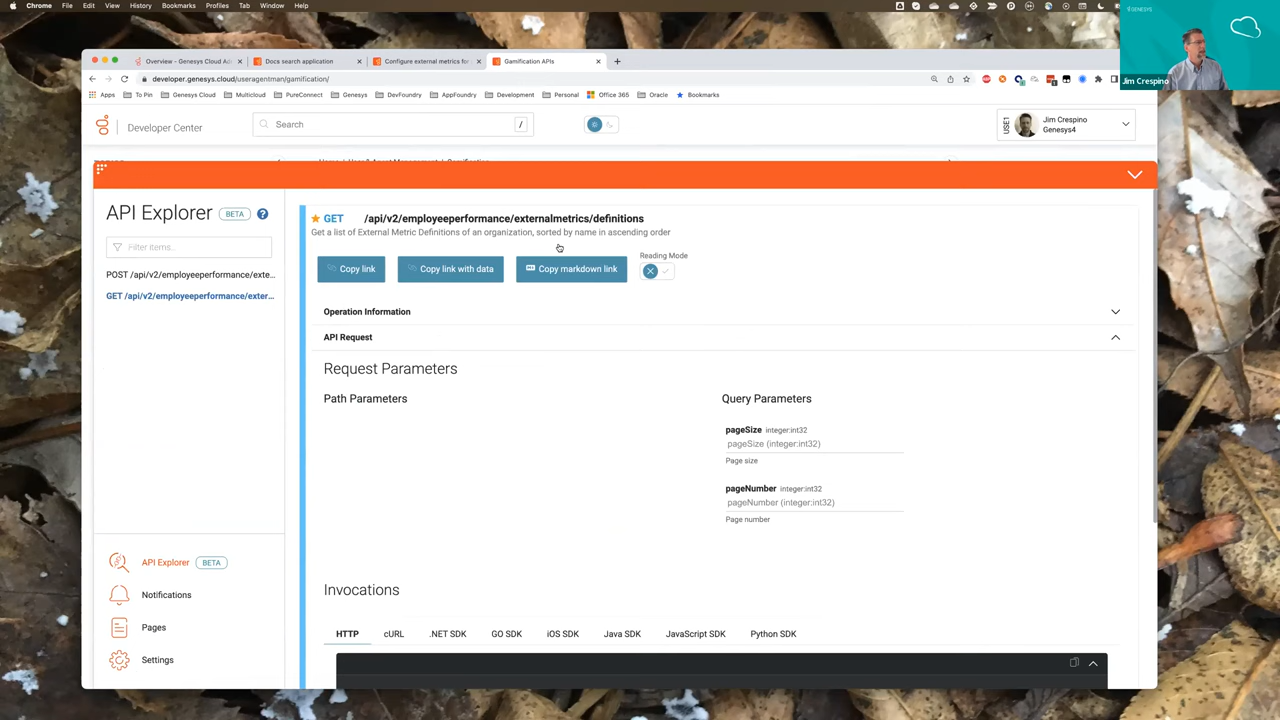 Chrome File Edit View History Bookmarks Profiles Tab Window Help
GENESYS
Jim Crespino
Overview - Genesys Cloud Ad
Docs search application
Configure external metrics for
Gamification APIs
developer.genesys.cloud/useragentman/gamification/
Apps To Pin Genesys Cloud Multicloud PureConnect Genesys DevFoundry AppFoundry Development Personal Office 365 Oracle Bookmarks
Developer Center
Search
/
USE1
Jim Crespino
Genesys4
API Explorer BETA ?
Filter items...
POST /api/v2/employeeperformance/exte...
GET /api/v2/employeeperformance/exter...
GET /api/v2/employeeperformance/externalmetrics/definitions
Get a list of External Metric Definitions of an organization, sorted by name in ascending order
Copy link
Copy link with data
Copy markdown link
Reading Mode
Operation Information
API Request
Request Parameters
Path Parameters
Query Parameters
pageSize integer:int32
pageSize (integer:int32)
Page size
pageNumber integer:int32
pageNumber (integer:int32)
Page number
Invocations
HTTP cURL .NET SDK GO SDK iOS SDK Java SDK JavaScript SDK Python SDK
API Explorer BETA
Notifications
Pages
Settings